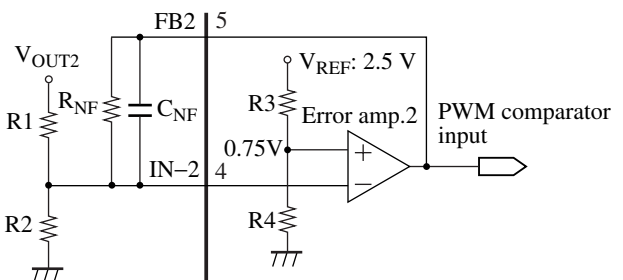 FB2 5
VOUT2
VREF: 2.5 V
RNF
CNF
R3
Error amp.2
PWM comparator
input
R1
0.75V
+
IN–2 4
−
R2
R4